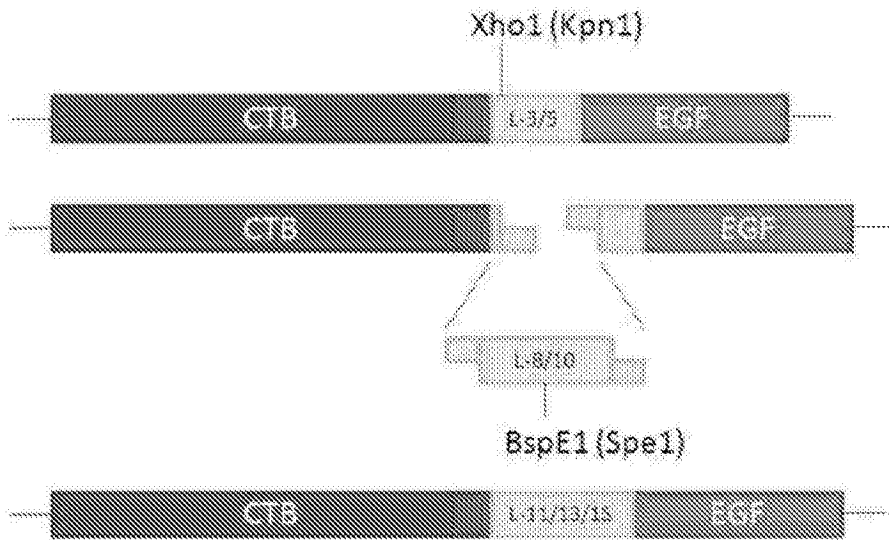 Xho1 (Kpn1)
CTB L-3/5 EGF
CTB EGF
L-8/10
BspE1 (Spe1)
CTB L-11/13/15 EGF